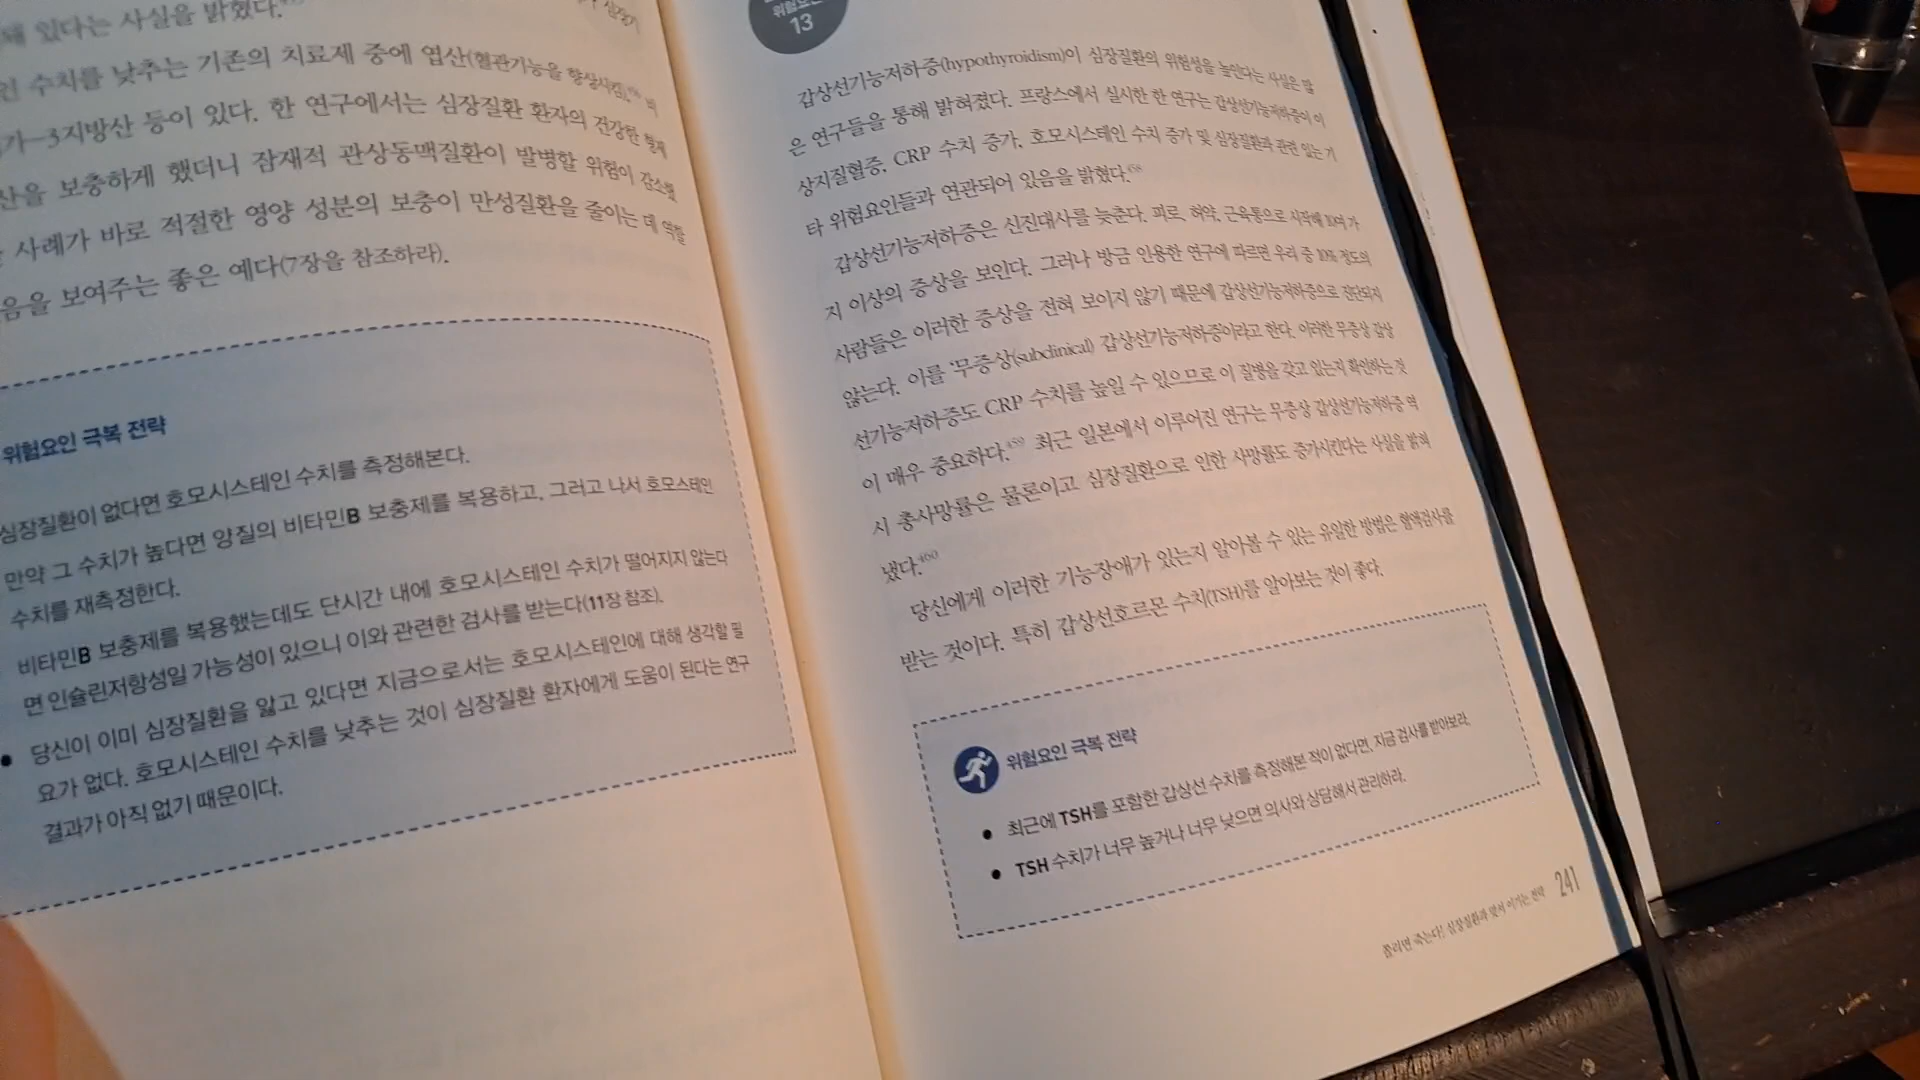 돼 있다는 사실을 밝혔다.
수치를 낮추는 기존의 치료제 중에 엽산(혈관기능을 향상시킴), 비
가-3지방산 등이 있다. 한 연구에서는 심장질환 환자의 건강한 형제
산을 보충하게 했더니 잠재적 관상동맥질환이 발병할 위험이 감소했
사례가 바로 적절한 영양 성분의 보충이 만성질환을 줄이는 데 역할
음을 보여주는 좋은 예다(7장을 참조하라).
위험요인 극복 전략
심장질환이 없다면 호모시스테인 수치를 측정해본다.
만약 그 수치가 높다면 양질의 비타민B 보충제를 복용하고, 그러고 나서 호모스테인
수치를 재측정한다.
비타민B 보충제를 복용했는데도 단시간 내에 호모시스테인 수치가 떨어지지 않는다
면 인슐린저항성일 가능성이 있으니 이와 관련한 검사를 받는다(11장 참조).
● 당신이 이미 심장질환을 앓고 있다면 지금으로서는 호모시스테인에 대해 생각할 필
요가 없다. 호모시스테인 수치를 낮추는 것이 심장질환 환자에게 도움이 된다는 연구
결과가 아직 없기 때문이다.
위험요인
13
갑상선기능저하증(hypothyroidism)이 심장질환의 위험성을 높인다는 사실은 많
은 연구들을 통해 밝혀졌다. 프랑스에서 실시한 한 연구는 갑상선기능저하증이 이
상지질혈증, CRP 수치 증가, 호모시스테인 수치 증가 및 심장질환과 관련 있는 기
타 위험요인들과 연관되어 있음을 밝혔다.458
갑상선기능저하증은 신진대사를 늦춘다. 피로, 허약, 근육통으로 시작해 10여 가
지 이상의 증상을 보인다. 그러나 방금 인용한 연구에 따르면 우리 중 10% 정도의
사람들은 이러한 증상을 전혀 보이지 않기 때문에 갑상선기능저하증으로 진단되지
않는다. 이를 '무증상(subclinical) 갑상선기능저하증'이라고 한다. 이러한 무증상 갑상
선기능저하증도 CRP 수치를 높일 수 있으므로 이 질병을 갖고 있는지 확인하는 것
이 매우 중요하다.459 최근 일본에서 이루어진 연구는 무증상 갑상선기능저하증 역
시 총사망률은 물론이고 심장질환으로 인한 사망률도 증가시킨다는 사실을 밝혀
냈다.460
당신에게 이러한 기능장애가 있는지 알아볼 수 있는 유일한 방법은 혈액검사를
받는 것이다. 특히 갑상선호르몬 수치(TSH)를 알아보는 것이 좋다.
위험요인 극복 전략
● 최근에 TSH를 포함한 갑상선 수치를 측정해본 적이 없다면, 지금 검사를 받아보라.
● TSH 수치가 너무 높거나 너무 낮으면 의사와 상담해서 관리하라.
쫄리면 죽는다! 심장질환과 맞서 이기는 전략 241